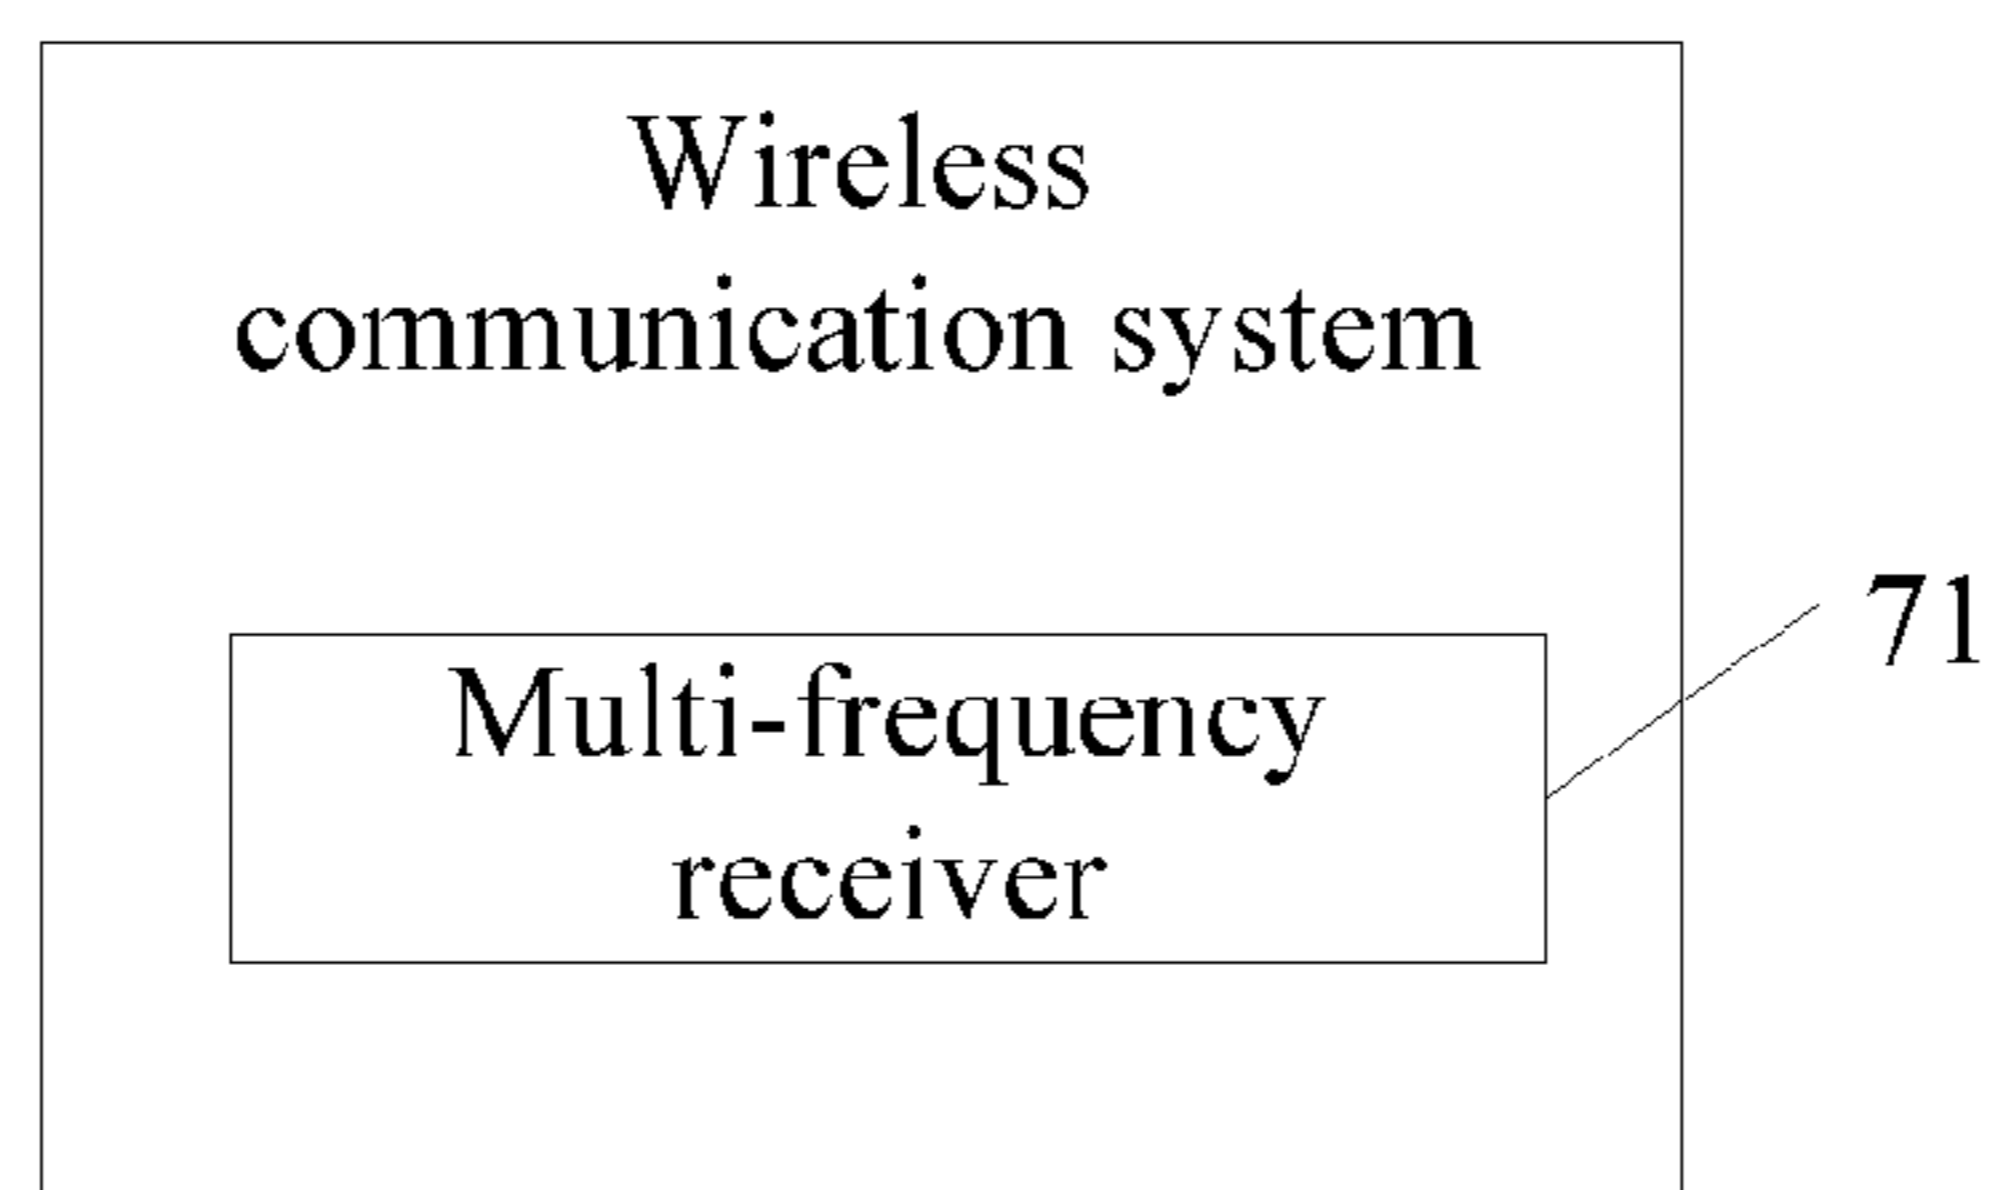 Wireless
communication system
71
Multi-frequency
receiver